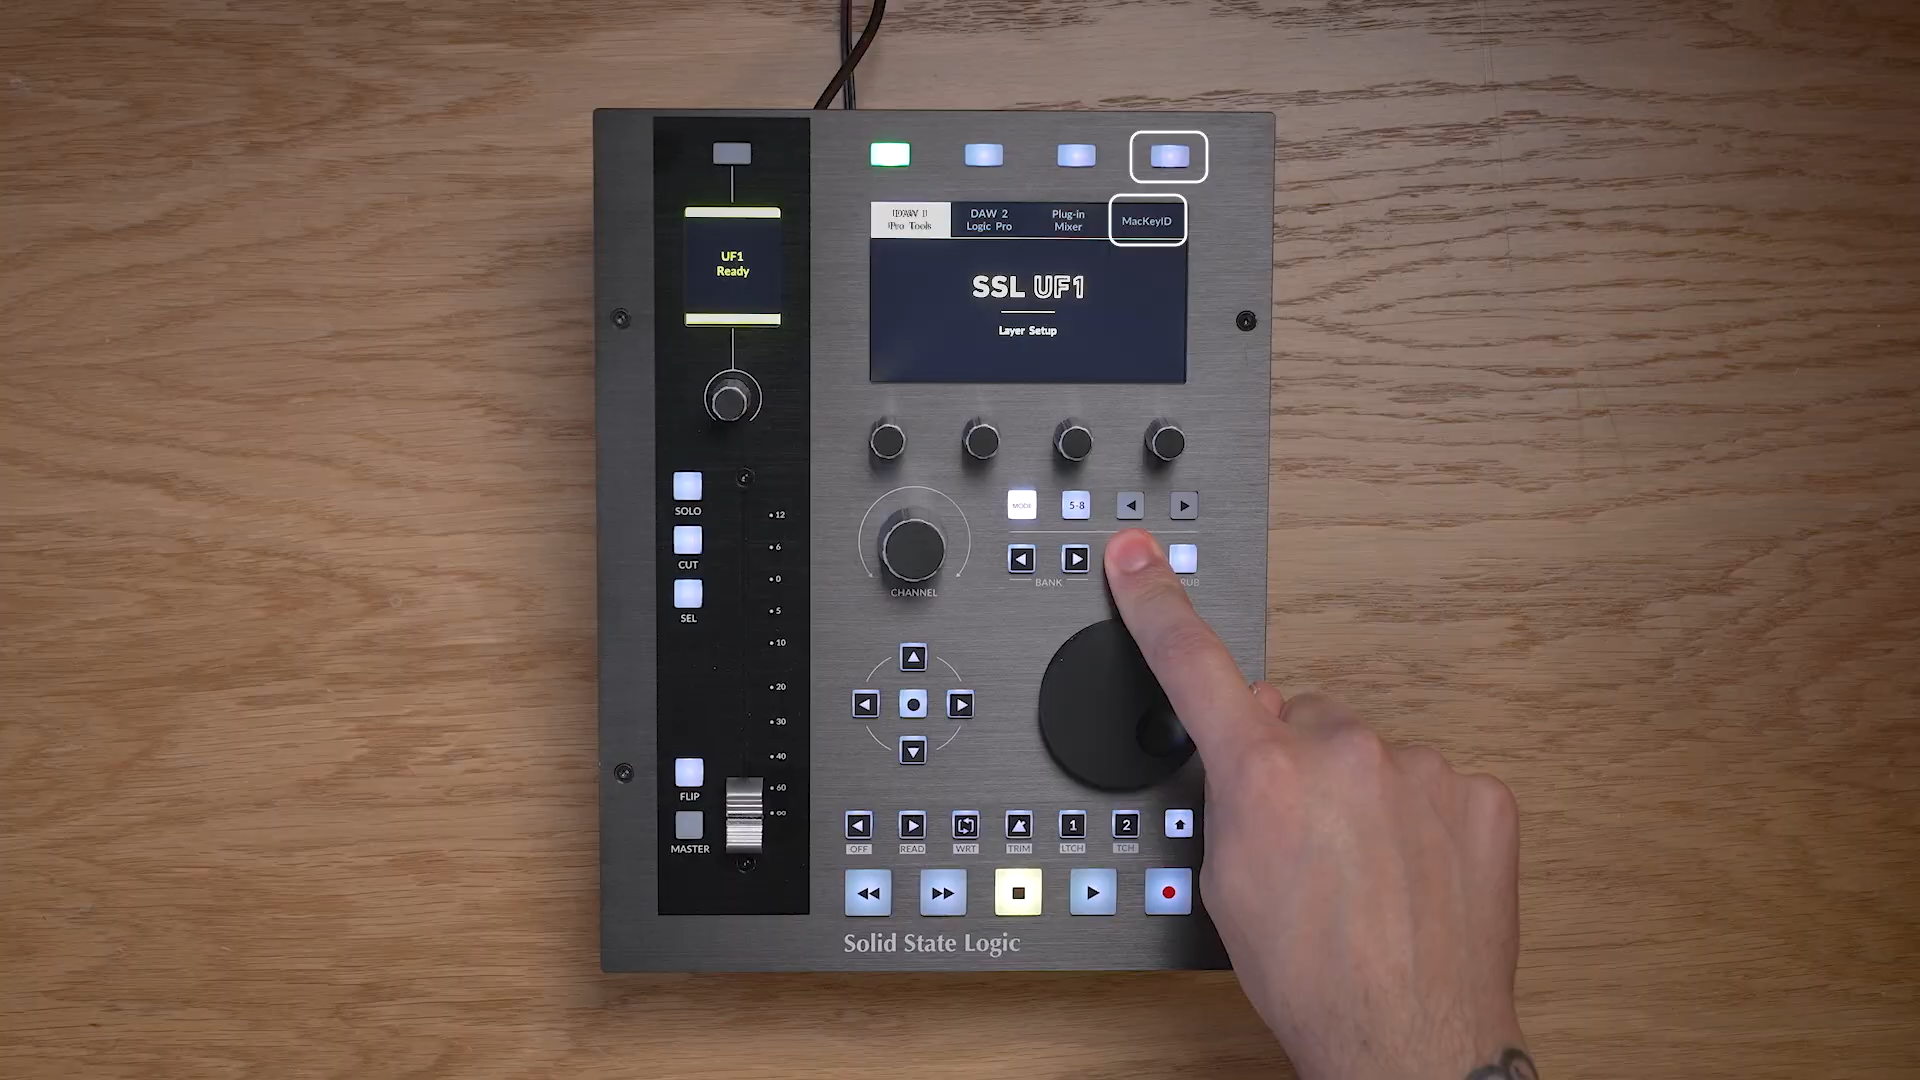 DAW 1
Pro Tools
DAW 2
Logic Pro
Plug-in
Mixer
MacKeyID
UF1
Ready
SSL UF1
Layer Setup
MODE
5-8
SOLO
CUT
SEL
12
6
0
5
10
20
30
40
60
∞
CHANNEL
BANK
RUB
FLIP
MASTER
1
2
OFF
READ
WRT
TRIM
LTCH
TCH
Solid State Logic